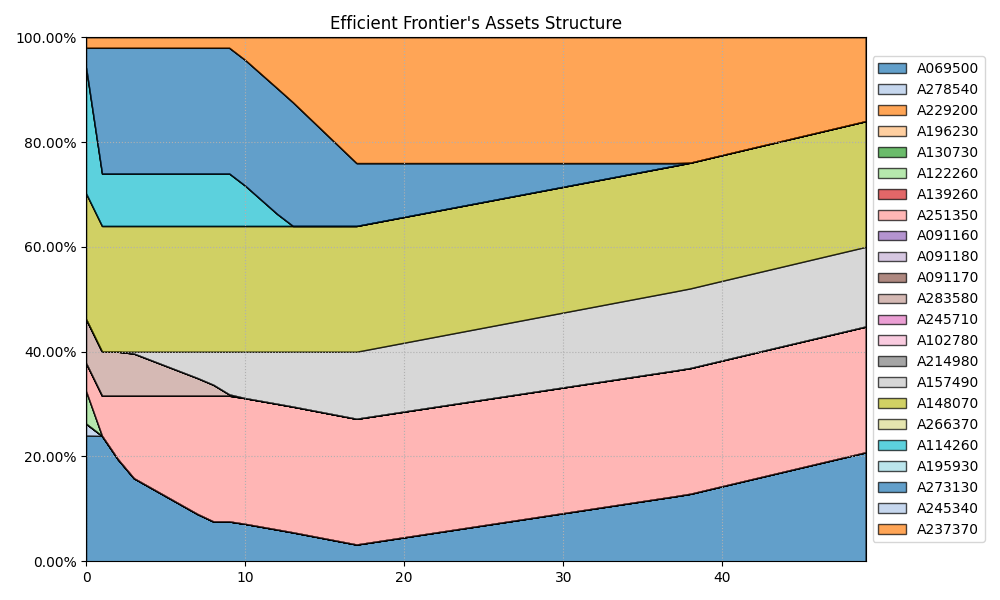 Efficient Frontier's Assets Structure
100.00%
80.00%
60.00%
40.00%
20.00%
0.00%
0
10
20
30
40
A069500
A278540
A229200
A196230
A130730
A122260
A139260
A251350
A091160
A091180
A091170
A283580
A245710
A102780
A214980
A157490
A148070
A266370
A114260
A195930
A273130
A245340
A237370